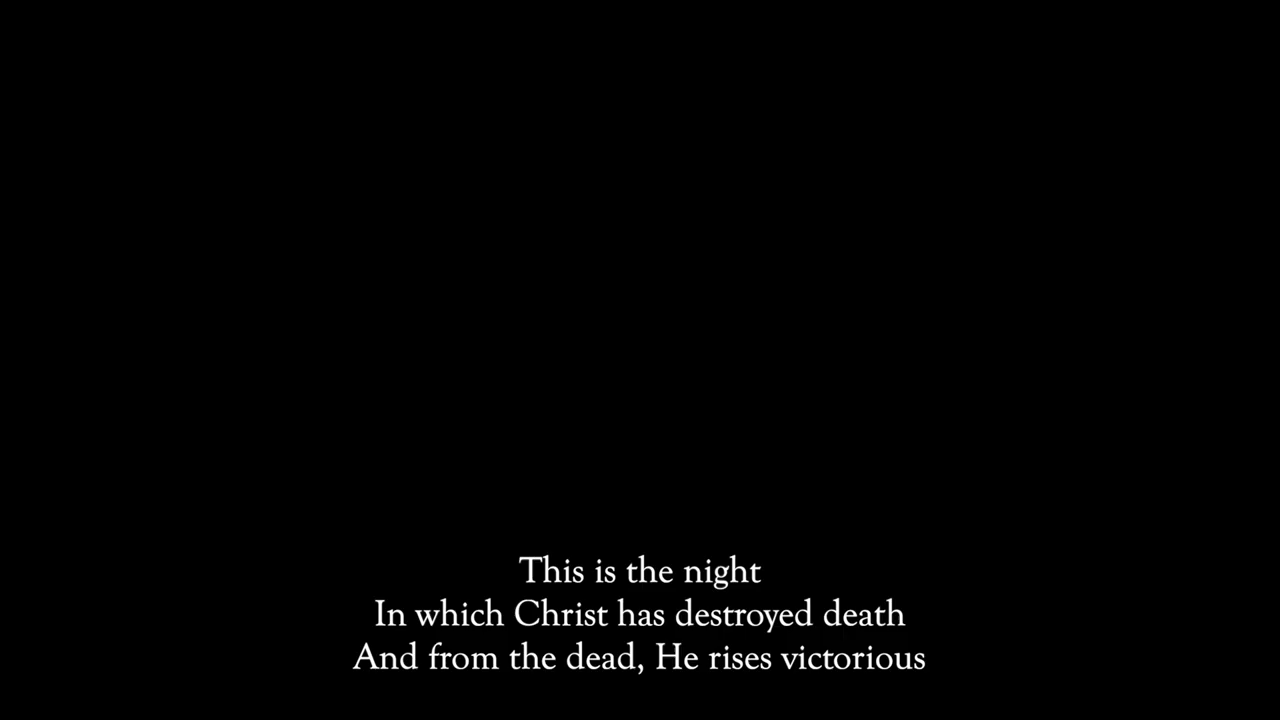 This is the night
In which Christ has destroyed death
And from the dead, He rises victorious